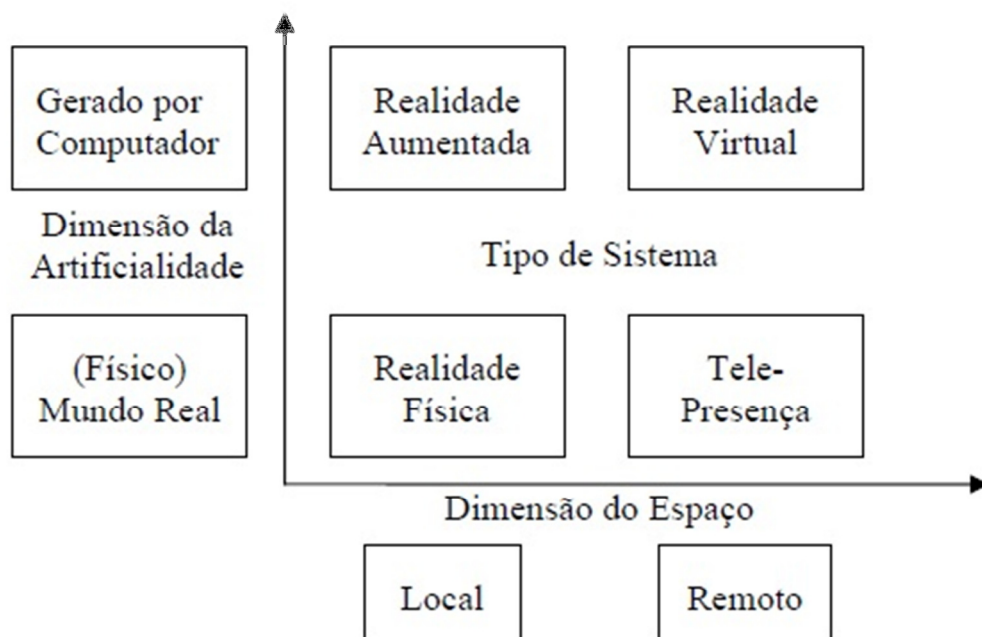 Gerado por
Computador
Realidade
Aumentada
Realidade
Virtual
Dimensão da
Artificialidade
Tipo de Sistema
(Físico)
Mundo Real
Realidade
Física
Tele-
Presença
Dimensão do Espaço
Local
Remoto